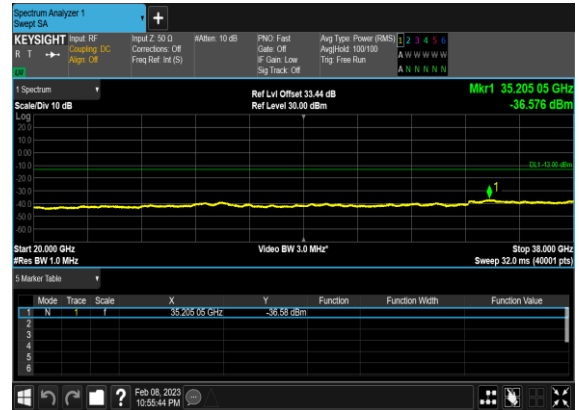 Spectrum Analyzer 1
Swept SA
+
KEYSIGHT Input: RF Input Z: 50 Ω #Atten: 10 dB PNO: Fast Avg Type: Power (RMS) 1 2 3 4 5 6
R T Coupling: DC Corrections: Off Gate: Off Avg|Hold: 100/100 A W W W W W
Align: Off Freq Ref: Int (S) IF Gain: Low Trig: Free Run
Sig Track: Off A N N N N N
1 Spectrum Ref Lvl Offset 33.44 dB Mkr1 35.205 05 GHz
Scale/Div 10 dB Ref Level 30.00 dBm -36.576 dBm
Log
20.0
10.0
0.00
-10.0
DL1 -13.00 dBm
-20.0
1
-30.0
-40.0
-50.0
-60.0
Start 20.000 GHz Video BW 3.0 MHz* Stop 38.000 GHz
#Res BW 1.0 MHz Sweep 32.0 ms (40001 pts)
5 Marker Table
Mode Trace Scale X Y Function Function Width Function Value
1 N 1 f 35.205 05 GHz -36.58 dBm
2
3
4
5
6
? Feb 08, 2023
10:55:44 PM